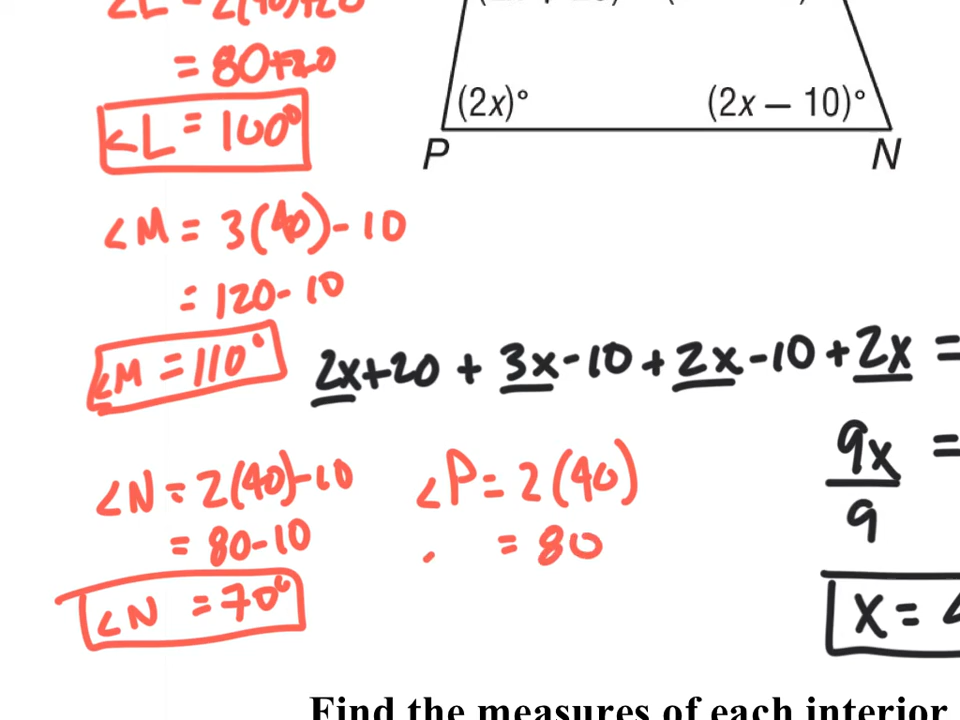 = 80+20
(2x)° (2x – 10)°
<L = 100°
P N
<M = 3(40)-10
= 120-10
<M = 110°
2x+20 + 3x-10+2x-10+2x =
9x =
9
<N = 2(40)-10
<P = 2(40)
= 80-10
= 80
<N = 70°
x =
Find the measures of each interior